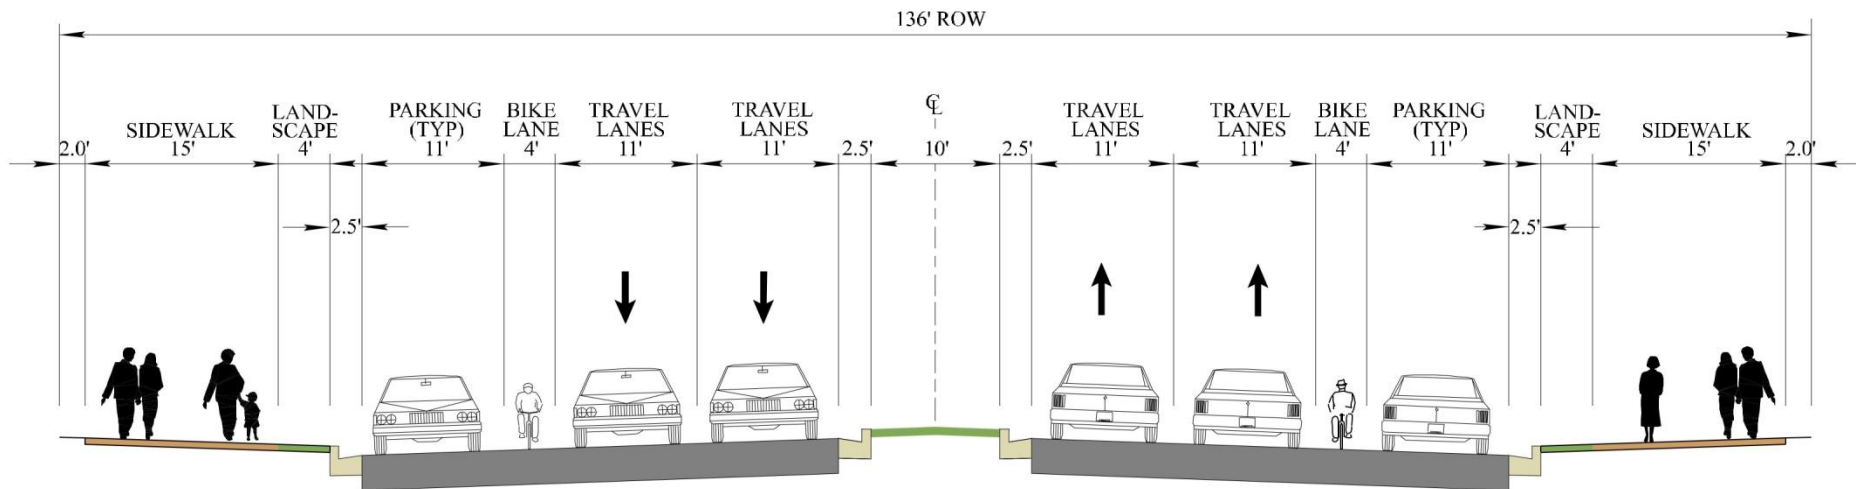 136' ROW
2.0'
SIDEWALK
15'
LAND-
SCAPE
4'
2.5'
PARKING
(TYP)
11'
BIKE
LANE
4'
TRAVEL
LANES
11'
TRAVEL
LANES
11'
2.5'
℄
10'
2.5'
TRAVEL
LANES
11'
TRAVEL
LANES
11'
BIKE
LANE
4'
PARKING
(TYP)
11'
2.5'
LAND-
SCAPE
4'
SIDEWALK
15'
2.0'